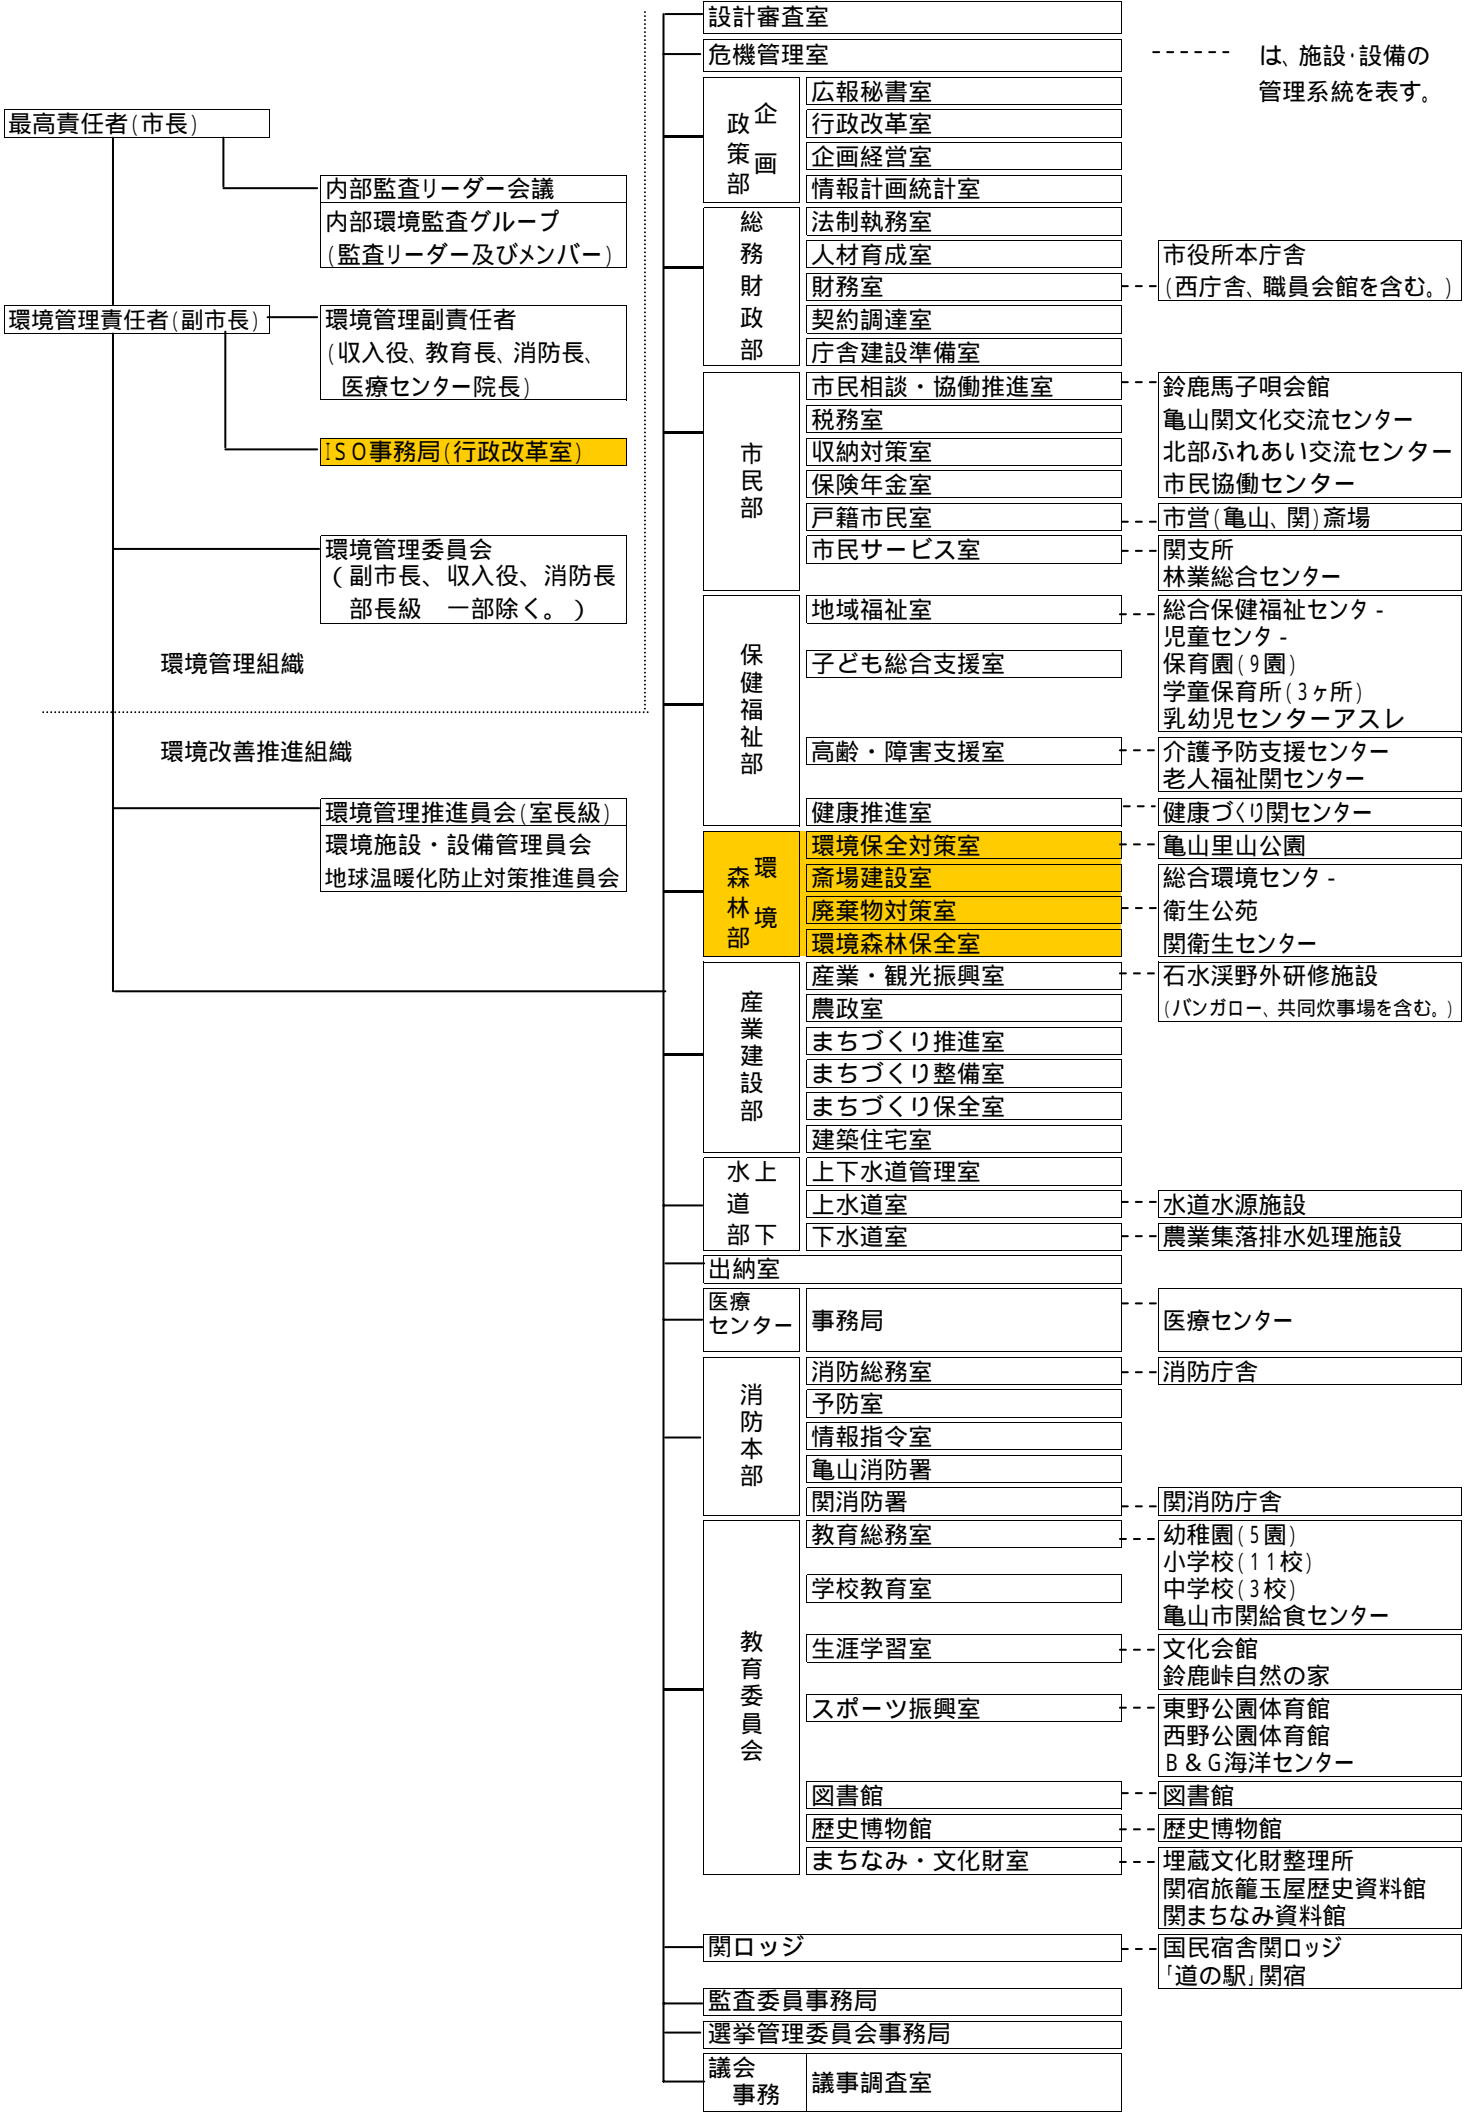 最高責任者(市長)
内部監査リーダー会議
内部環境監査グループ
(監査リーダー及びメンバー)
環境管理責任者(副市長)
環境管理副責任者
(収入役、教育長、消防長、
医療センター院長)
ISO事務局(行政改革室)
環境管理委員会
(副市長、収入役、消防長
部長級　一部除く。)
環境管理組織
環境改善推進組織
環境管理推進員会(室長級)
環境施設・設備管理員会
地球温暖化防止対策推進員会
------ は、施設・設備の
管理系統を表す。
設計審査室
危機管理室
企画政策部
広報秘書室
行政改革室
企画経営室
情報計画統計室
総務財政部
法制執務室
人材育成室
財務室
市役所本庁舎
(西庁舎、職員会館を含む。)
契約調達室
庁舎建設準備室
市民部
市民相談・協働推進室
鈴鹿馬子唄会館
亀山関文化交流センター
北部ふれあい交流センター
市民協働センター
税務室
収納対策室
保険年金室
戸籍市民室
市営(亀山、関)斎場
市民サービス室
関支所
林業総合センター
保健福祉部
地域福祉室
総合保健福祉センタ-
児童センタ-
保育園(9園)
学童保育所(3ヶ所)
乳幼児センターアスレ
子ども総合支援室
高齢・障害支援室
介護予防支援センター
老人福祉関センター
健康推進室
健康づくり関センター
環境森林部
環境保全対策室
亀山里山公園
斎場建設室
廃棄物対策室
総合環境センタ-
衛生公苑
関衛生センター
環境森林保全室
産業建設部
産業・観光振興室
石水渓野外研修施設
(バンガロー、共同炊事場を含む。)
農政室
まちづくり推進室
まちづくり整備室
まちづくり保全室
建築住宅室
上下水道部
上下水道管理室
上水道室
水道水源施設
下水道室
農業集落排水処理施設
出納室
医療
センター
事務局
医療センター
消防本部
消防総務室
消防庁舎
予防室
情報指令室
亀山消防署
関消防署
関消防庁舎
教育委員会
教育総務室
幼稚園(5園)
小学校(11校)
中学校(3校)
亀山市関給食センター
学校教育室
生涯学習室
文化会館
鈴鹿峠自然の家
スポーツ振興室
東野公園体育館
西野公園体育館
B&G海洋センター
図書館
図書館
歴史博物館
歴史博物館
まちなみ・文化財室
埋蔵文化財整理所
関宿旅籠玉屋歴史資料館
関まちなみ資料館
関ロッジ
国民宿舎関ロッジ
「道の駅」関宿
監査委員事務局
選挙管理委員会事務局
議会
事務
議事調査室